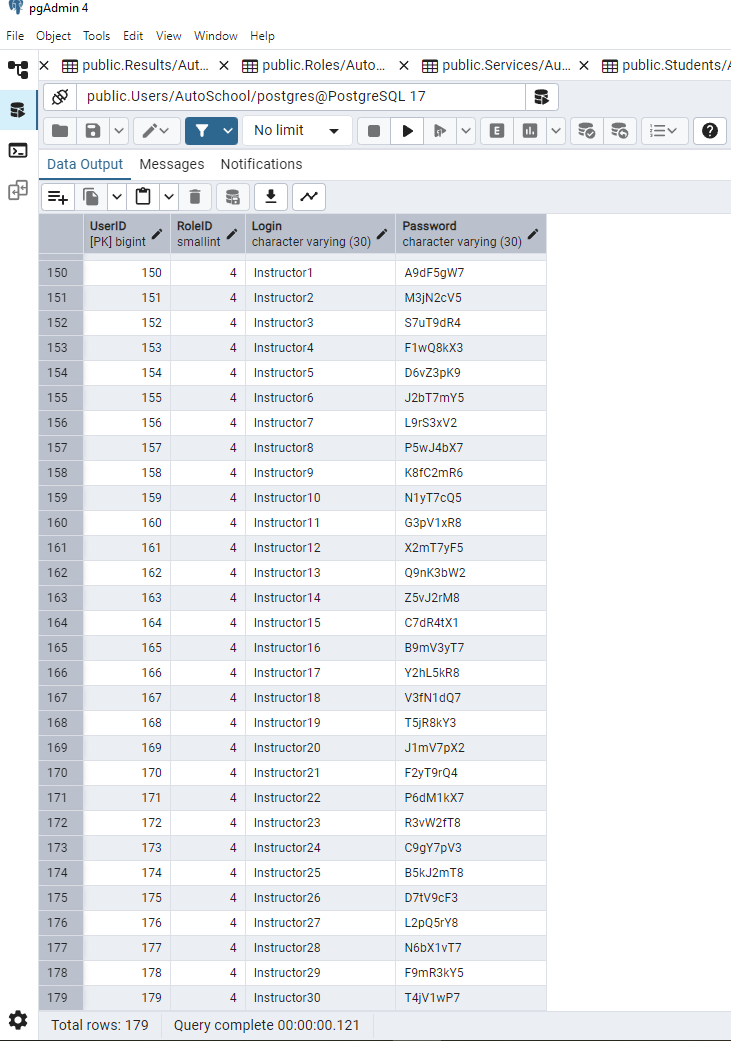 pgAdmin 4
File Object Tools Edit View Window Help
public.Results/Aut... public.Roles/Auto... public.Services/Au... public.Students/A
public.Users/AutoSchool/postgres@PostgreSQL 17
No limit
Data Output Messages Notifications
UserID RoleID Login Password
[PK] bigint smallint character varying (30) character varying (30)
150 150 4 Instructor1 A9dF5gW7
151 151 4 Instructor2 M3jN2cV5
152 152 4 Instructor3 S7uT9dR4
153 153 4 Instructor4 F1wQ8kX3
154 154 4 Instructor5 D6vZ3pK9
155 155 4 Instructor6 J2bT7mY5
156 156 4 Instructor7 L9rS3xV2
157 157 4 Instructor8 P5wJ4bX7
158 158 4 Instructor9 K8fC2mR6
159 159 4 Instructor10 N1yT7cQ5
160 160 4 Instructor11 G3pV1xR8
161 161 4 Instructor12 X2mT7yF5
162 162 4 Instructor13 Q9nK3bW2
163 163 4 Instructor14 Z5vJ2rM8
164 164 4 Instructor15 C7dR4tX1
165 165 4 Instructor16 B9mV3yT7
166 166 4 Instructor17 Y2hL5kR8
167 167 4 Instructor18 V3fN1dQ7
168 168 4 Instructor19 T5jR8kY3
169 169 4 Instructor20 J1mV7pX2
170 170 4 Instructor21 F2yT9rQ4
171 171 4 Instructor22 P6dM1kX7
172 172 4 Instructor23 R3vW2fT8
173 173 4 Instructor24 C9gY7pV3
174 174 4 Instructor25 B5kJ2mT8
175 175 4 Instructor26 D7tV9cF3
176 176 4 Instructor27 L2pQ5rY8
177 177 4 Instructor28 N6bX1vT7
178 178 4 Instructor29 F9mR3kY5
179 179 4 Instructor30 T4jV1wP7
Total rows: 179 Query complete 00:00:00.121